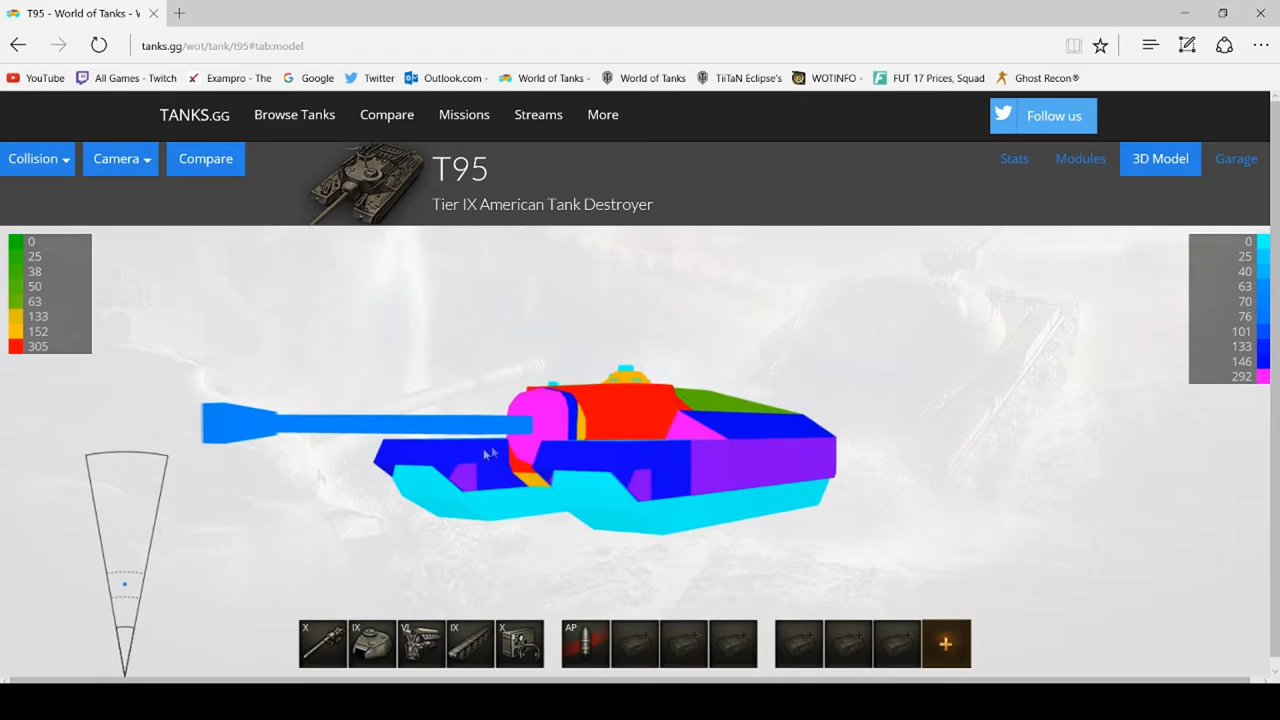 T95 - World of Tanks - V
tanks.gg/wot/tank/t95#tab:model
YouTube All Games - Twitch Exampro - The Google Twitter Outlook.com - World of Tanks - World of Tanks TiiTaN Eclipse's WOTINFO - FUT 17 Prices, Squad Ghost Recon®
TANKS.GG Browse Tanks Compare Missions Streams More Follow us
Collision Camera Compare T95 Stats Modules 3D Model Garage
Tier IX American Tank Destroyer
0
25
38
50
63
133
152
305
0
25
40
63
70
76
101
133
146
292
X IX VI IX X AP